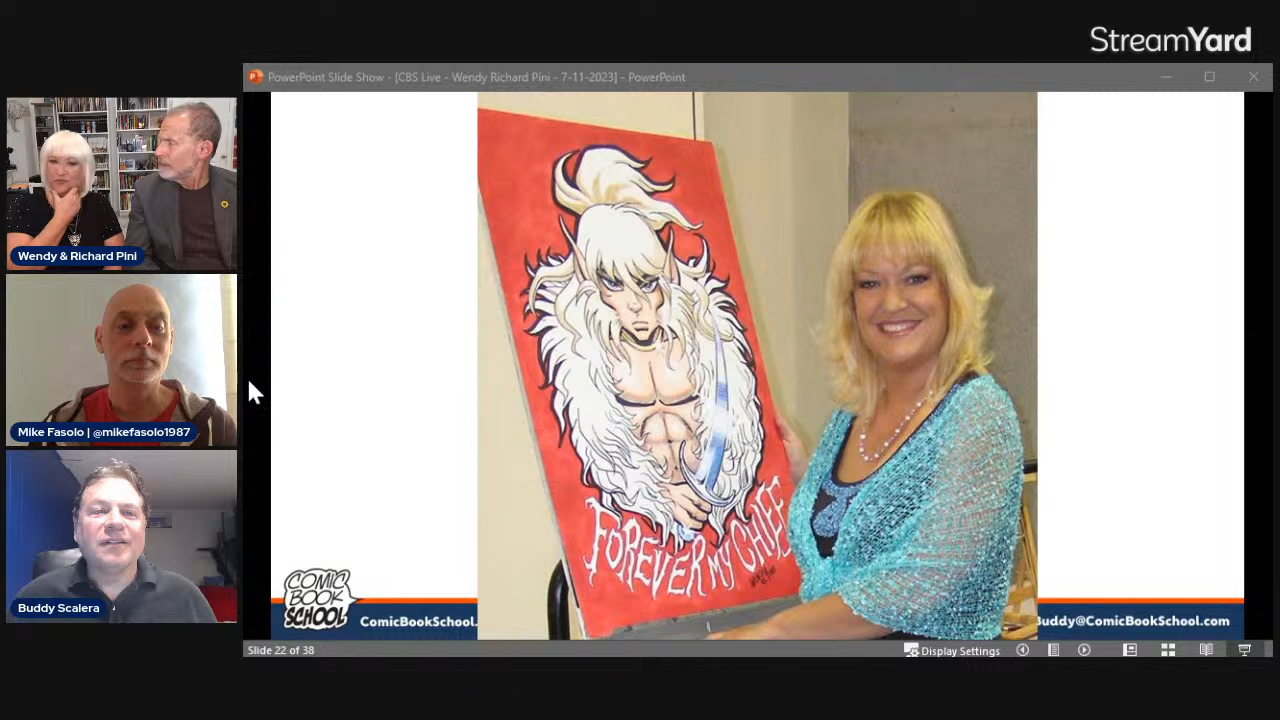 StreamYard
PowerPoint Slide Show - [CBS Live - Wendy Richard Pini - 7-11-2023] - PowerPoint
Wendy & Richard Pini
Mike Fasolo | @mikefasolo1987
Buddy Scalera
FOREVER MY CHIEF
COMIC
BOOK
SCHOOL
ComicBookSchool.
Buddy@ComicBookSchool.com
Slide 22 of 38
Display Settings